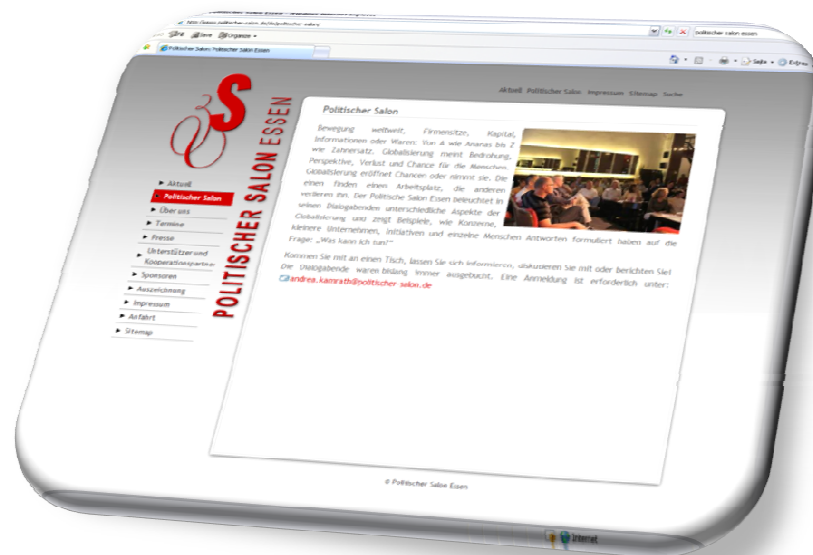 politischer salon essen
Politischer Salon: Politischer Salon Essen
Aktuell Politischer Salon Impressum Sitemap Suche
POLITISCHER SALON ESSEN
Aktuell
Politischer Salon
Über uns
Termine
Presse
Unterstützer und
Kooperationspartner
Sponsoren
Auszeichnung
Impressum
Anfahrt
Sitemap
Politischer Salon
Bewegung weltweit, Firmensitze, Kapital,
Informationen oder Waren: Von A wie Ananas bis Z
wie Zahnersatz. Globalisierung meint Bedrohung,
Perspektive, Verlust und Chance für die Menschen.
Globalisierung eröffnet Chancen oder nimmt sie. Die
einen finden einen Arbeitsplatz, die anderen
verlieren ihn. Der Politische Salon Essen beleuchtet in
seinen Dialogabenden unterschiedliche Aspekte der
Globalisierung und zeigt Beispiele, wie Konzerne,
kleinere Unternehmen, Initiativen und einzelne Menschen Antworten formuliert haben auf die
Frage: „Was kann ich tun?“
Kommen Sie mit an einen Tisch, lassen Sie sich informieren, diskutieren Sie mit oder berichten Sie!
Die Dialogabende waren bislang immer ausgebucht. Eine Anmeldung ist erforderlich unter:
andrea.kamrath@politischer-salon.de
© Politischer Salon Essen
Internet